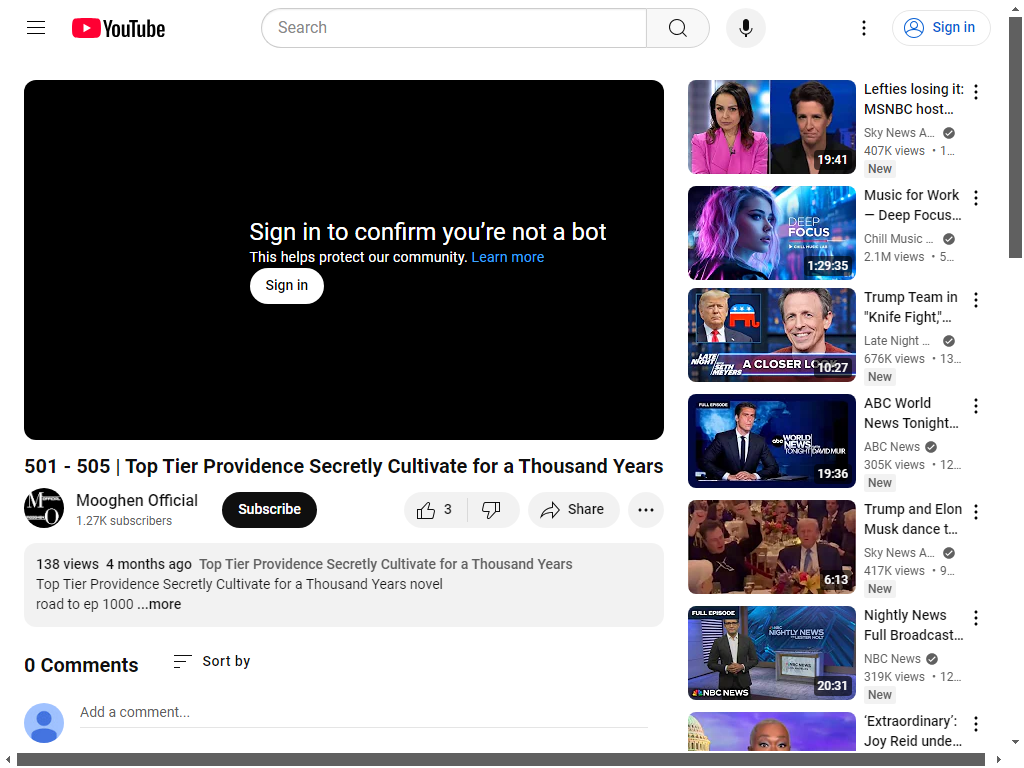 YouTube
Search
Sign in
Sign in to confirm you're not a bot
This helps protect our community. Learn more
Sign in
501 - 505 | Top Tier Providence Secretly Cultivate for a Thousand Years
Mooghen Official
1.27K subscribers
Subscribe
3
Share
138 views 4 months ago Top Tier Providence Secretly Cultivate for a Thousand Years
Top Tier Providence Secretly Cultivate for a Thousand Years novel
road to ep 1000 ...more
0 Comments
Sort by
Add a comment...
19:41
Lefties losing it:
MSNBC host...
Sky News A...
407K views • 1...
New
DEEP
FOCUS
CHILL MUSIC LAB
1:29:35
Music for Work
— Deep Focus...
Chill Music ...
2.1M views • 5...
LATE
NIGHT
SETH
MEYERS
A CLOSER
10:27
Trump Team in
"Knife Fight,"...
Late Night ...
676K views • 13...
New
FULL EPISODE
abc WORLD
NEWS
TONIGHT DAVID MUIR
19:36
ABC World
News Tonight...
ABC News
305K views • 12...
New
6:13
Trump and Elon
Musk dance t...
Sky News A...
417K views • 9...
New
FULL EPISODE
NIGHTLY NEWS
NBC NEWS
20:31
Nightly News
Full Broadcast...
NBC News
319K views • 12...
New
'Extraordinary':
Joy Reid unde...